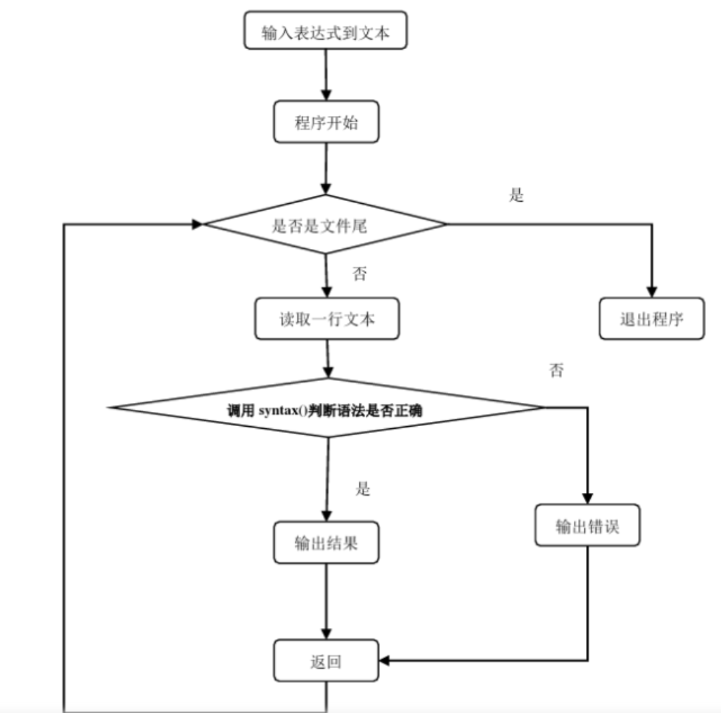 输入表达式到文本
程序开始
是
是否是文件尾
否
读取一行文本
退出程序
否
调用 syntax()判断语法是否正确
是
输出错误
输出结果
返回